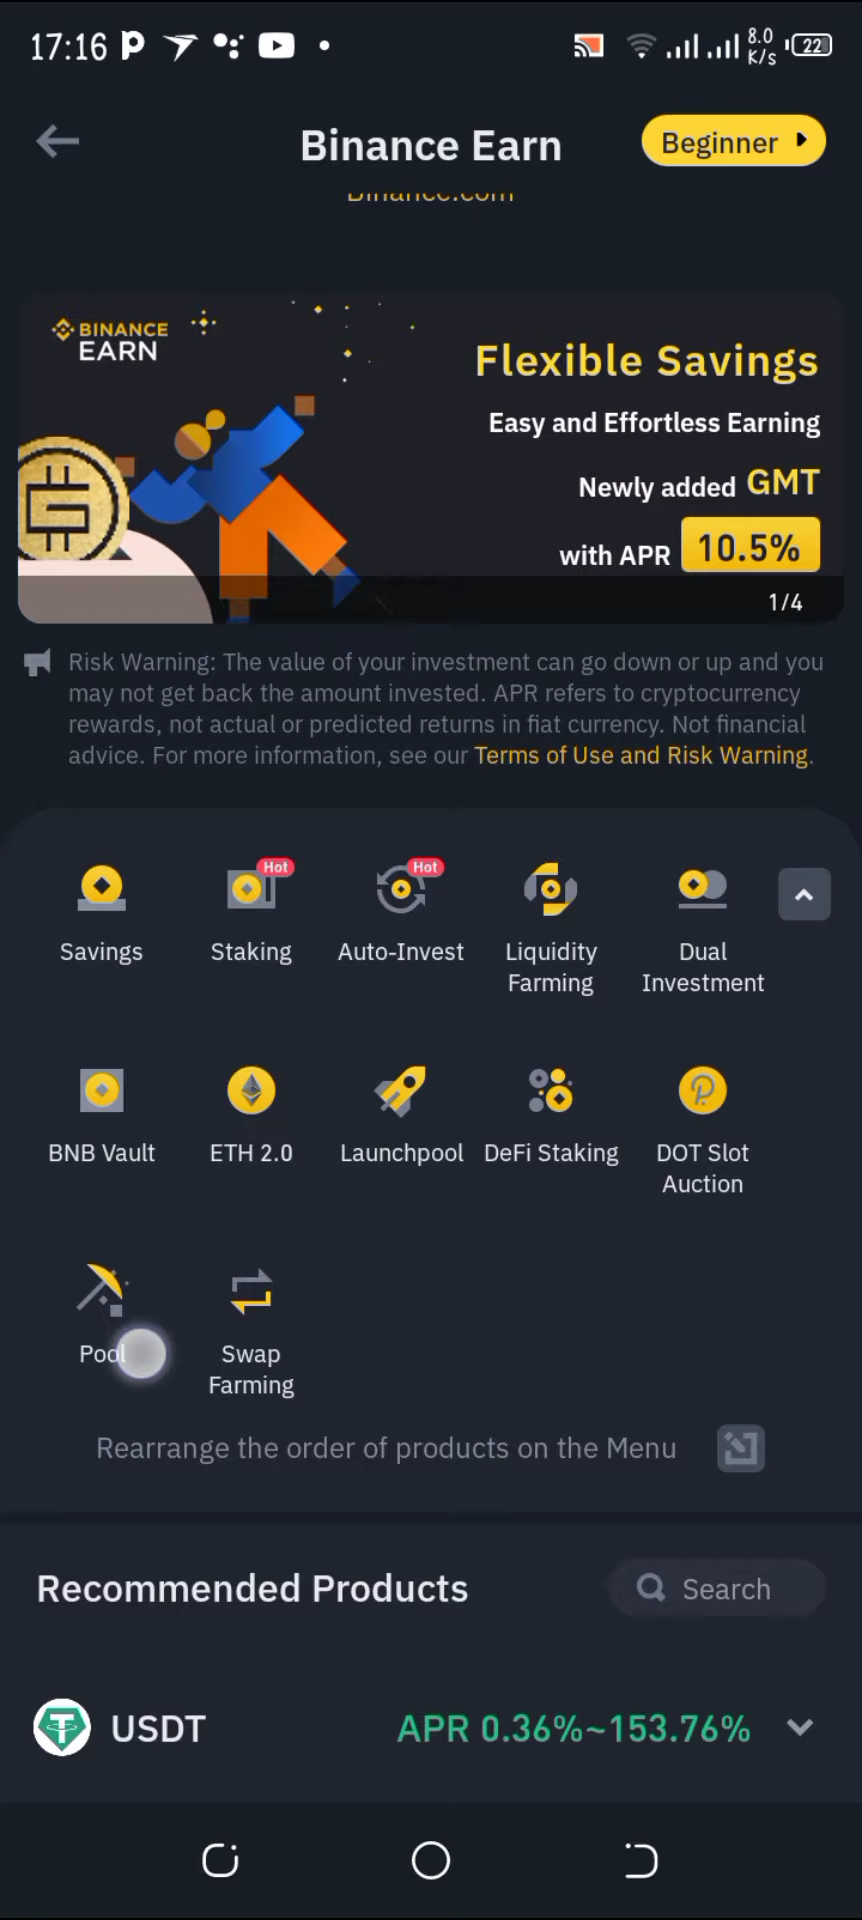 17:16
8.0
K/s
22
Binance Earn
Beginner
Binance.com
BINANCE
EARN
Flexible Savings
Easy and Effortless Earning
Newly added GMT
with APR 10.5%
1/4
Risk Warning: The value of your investment can go down or up and you
may not get back the amount invested. APR refers to cryptocurrency
rewards, not actual or predicted returns in fiat currency. Not financial
advice. For more information, see our Terms of Use and Risk Warning.
Hot
Hot
Savings
Staking
Auto-Invest
Liquidity
Farming
Dual
Investment
BNB Vault
ETH 2.0
Launchpool
DeFi Staking
DOT Slot
Auction
Pool
Swap
Farming
Rearrange the order of products on the Menu
Recommended Products
Search
USDT
APR 0.36%~153.76%